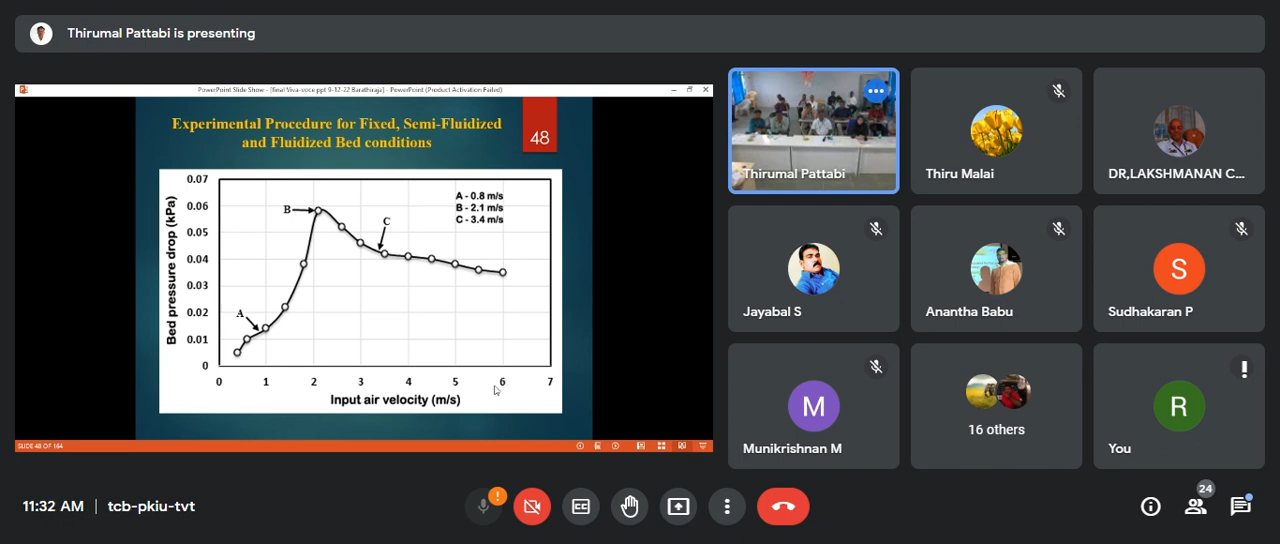 Thirumal Pattabi is presenting
PowerPoint Slide Show - [final Viva-voce.ppt 9-12-22 Barathiraja] - PowerPoint (Product Activation Failed)
Experimental Procedure for Fixed, Semi-Fluidized
and Fluidized Bed conditions
48
Bed pressure drop (kPa)
0.07
0.06
0.05
0.04
0.03
0.02
0.01
0
A - 0.8 m/s
B - 2.1 m/s
C - 3.4 m/s
B
C
A
0 1 2 3 4 5 6 7
Input air velocity (m/s)
SLIDE 48 OF 164
Thirumal Pattabi
Thiru Malai
DR,LAKSHMANAN C...
Jayabal S
Anantha Babu
S
Sudhakaran P
M
Munikrishnan M
16 others
R
You
11:32 AM | tcb-pkiu-tvt
CC
24